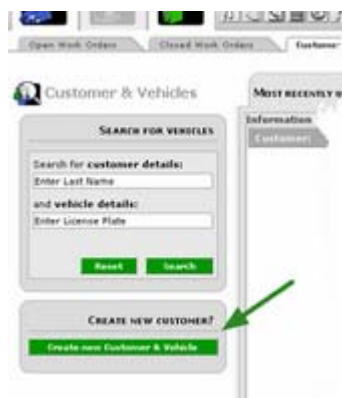 Open Work Orders
Closed Work Orders
Customer
Customer & Vehicles
MOST RECENTLY
SEARCH FOR VEHICLES
Information
Customer:
Search for customer details:
Enter Last Name
and vehicle details:
Enter License Plate
Reset
Search
CREATE NEW CUSTOMER?
Create new Customer & Vehicle